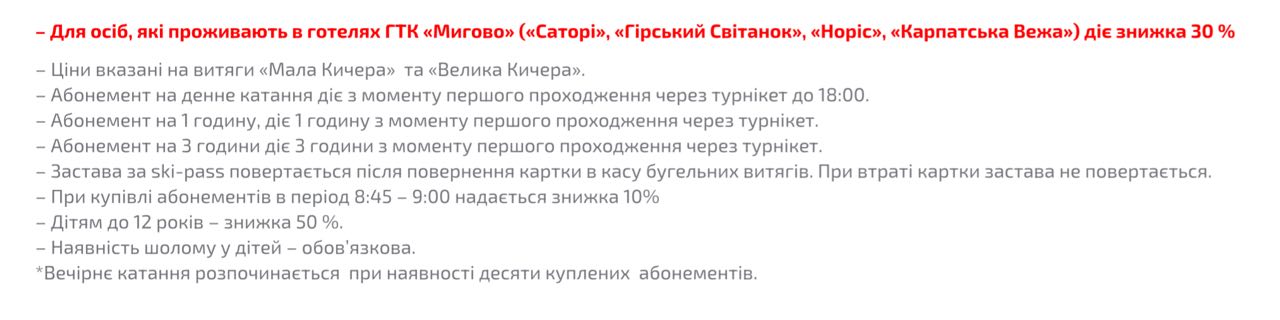 – Для осіб, які проживають в готелях ГТК «Мигово» («Саторі», «Гірський Світанок», «Норіс», «Карпатська Вежа») діє знижка 30 %
– Ціни вказані на витяги «Мала Кичера»  та «Велика Кичера».
– Абонемент на денне катання діє з моменту першого проходження через турнікет до 18:00.
– Абонемент на 1 годину, діє 1 годину з моменту першого проходження через турнікет.
– Абонемент на 3 години діє 3 години з моменту першого проходження через турнікет.
– Застава за ski-pass повертається після повернення картки в касу бугельних витягів. При втраті картки застава не повертається.
– При купівлі абонементів в період 8:45 – 9:00 надається знижка 10%
– Дітям до 12 років – знижка 50 %.
– Наявність шолому у дітей – обов’язкова.
*Вечірнє катання розпочинається  при наявності десяти куплених  абонементів.